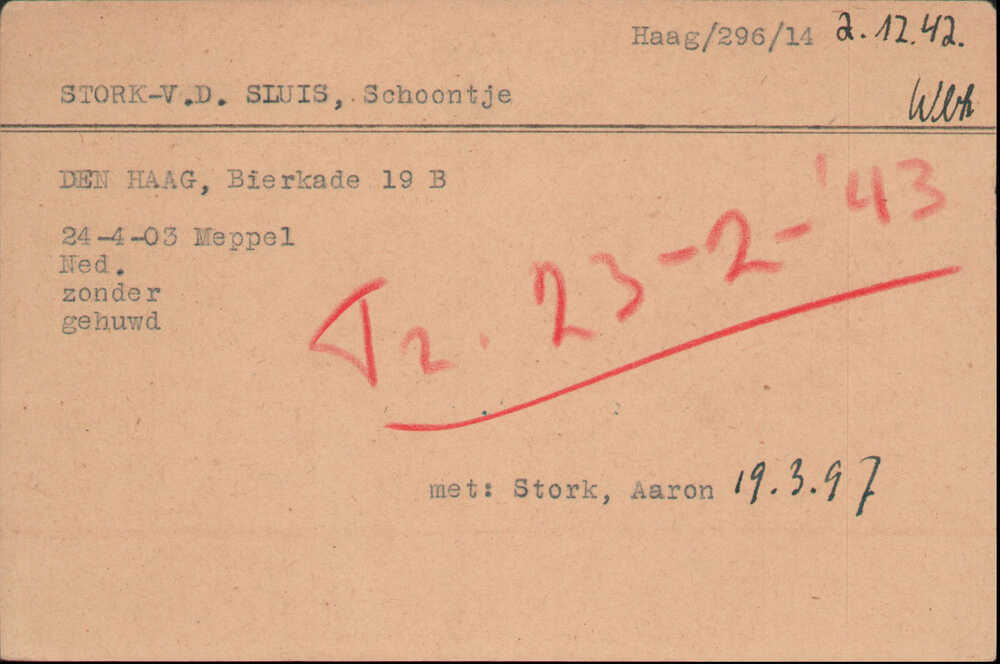 Haag/296/14 2.12.42.
STORK-V.D. SLUIS, Schoontje
DEN HAAG, Bierkade 19 B
24-4-03 Meppel
Ned.
zonder
gehuwd
Tr. 23-2-'43
met: Stork, Aaron 19.3.97